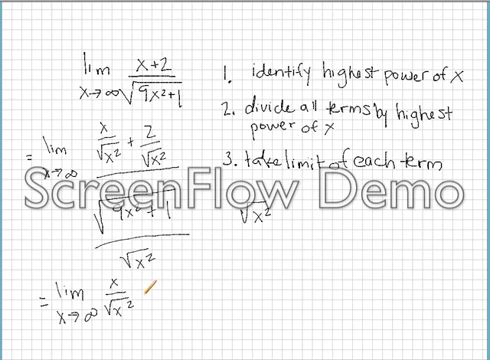 lim x+2
x→∞ √9x²+1
= lim x/√x² + 2/√x²
x→∞ √9x²+1
√x²
= lim x/√x²
x→∞
1. identify highest power of x
2. divide all terms by highest
power of x
3. take limit of each term
√x²
ScreenFlow Demo